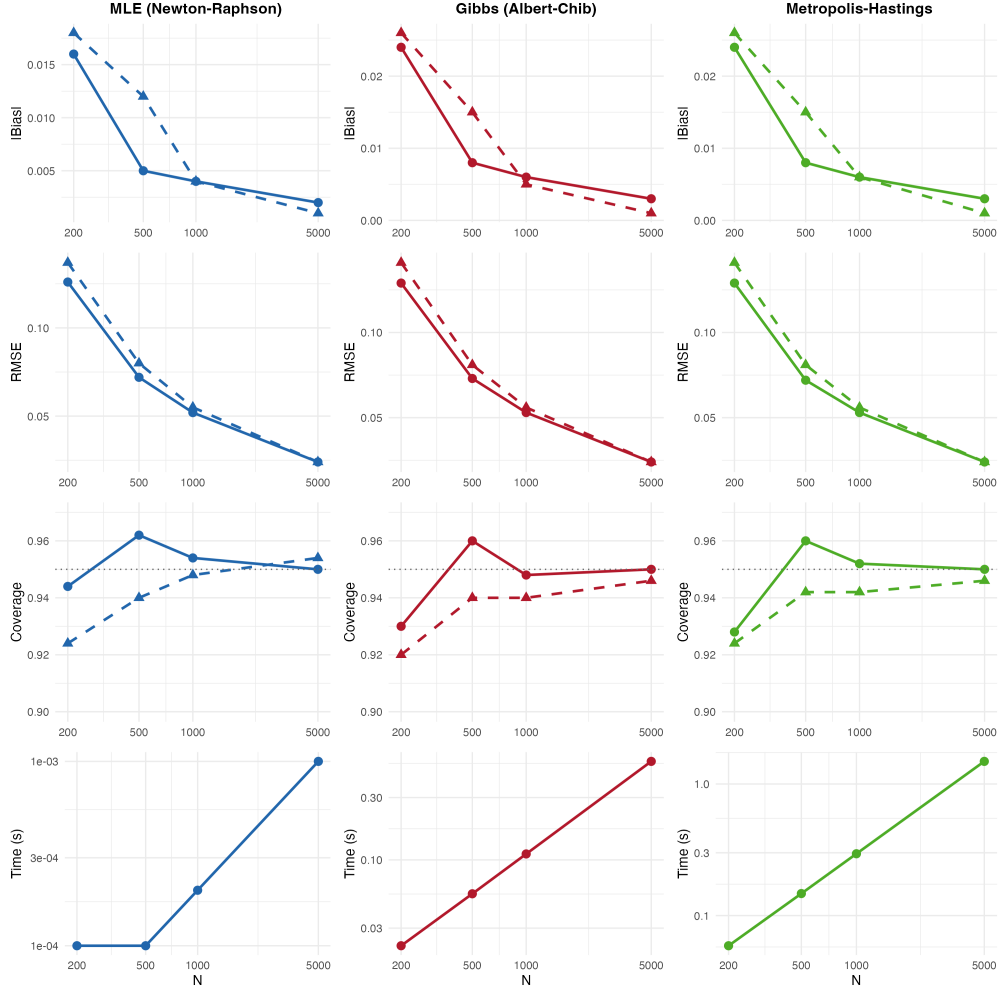 MLE (Newton-Raphson)
Gibbs (Albert-Chib)
Metropolis-Hastings
|Bias|
0.015
0.010
0.005
200 500 1000 5000
|Bias|
0.02
0.01
0.00
200 500 1000 5000
|Bias|
0.02
0.01
0.00
200 500 1000 5000
RMSE
0.10
0.05
200 500 1000 5000
RMSE
0.10
0.05
200 500 1000 5000
RMSE
0.10
0.05
200 500 1000 5000
Coverage
0.96
0.94
0.92
0.90
200 500 1000 5000
Coverage
0.96
0.94
0.92
0.90
200 500 1000 5000
Coverage
0.96
0.94
0.92
0.90
200 500 1000 5000
Time (s)
1e-03
3e-04
1e-04
200 500 1000 5000
N
Time (s)
0.30
0.10
0.03
200 500 1000 5000
N
Time (s)
1.0
0.3
0.1
200 500 1000 5000
N